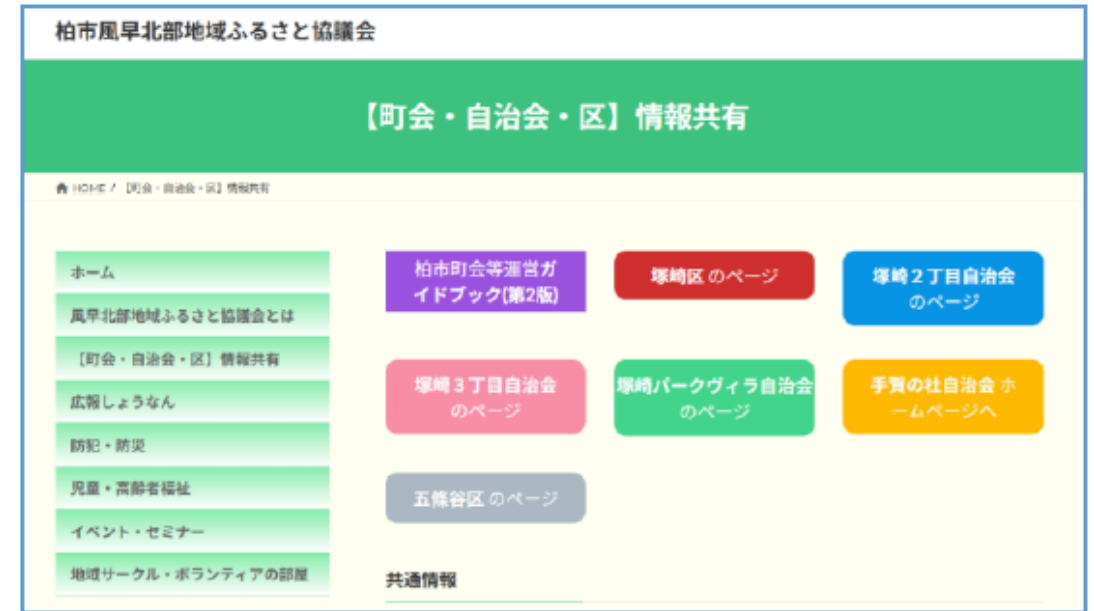 柏市風早北部地域ふるさと協議会
【町会・自治会・区】情報共有
HOME / 【町会・自治会・区】情報共有
ホーム
風早北部地域ふるさと協議会とは
【町会・自治会・区】情報共有
広報しょうなん
防犯・防災
児童・高齢者福祉
イベント・セミナー
地域サークル・ボランティアの部屋
柏市町会等運営ガ
イドブック(第2版)
塚崎区 のページ
塚崎２丁目自治会
のページ
塚崎３丁目自治会
のページ
塚崎パークヴィラ自治会
のページ
手賀の杜自治会 ホ
ームページへ
五條谷区 のページ
共通情報